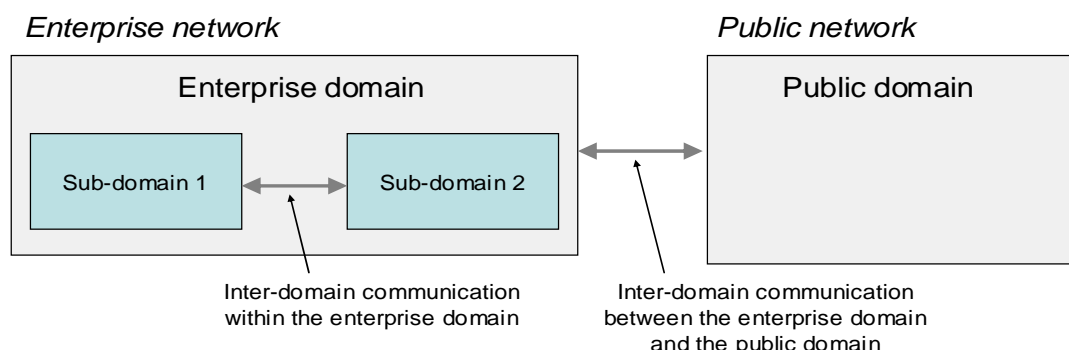 Enterprise network
Public network
Enterprise domain
Public domain
Sub-domain 1
Sub-domain 2
Inter-domain communication
within the enterprise domain
Inter-domain communication
between the enterprise domain
and the public domain